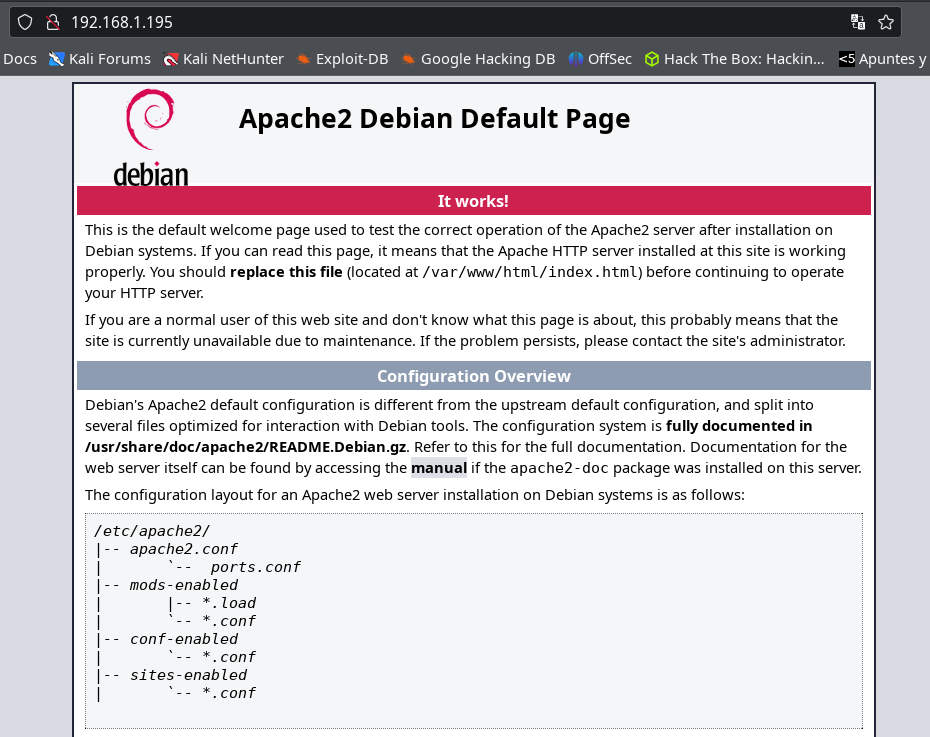 192.168.1.195
Docs Kali Forums Kali NetHunter Exploit-DB Google Hacking DB OffSec Hack The Box: Hackin... <5 Apuntes y
debian
Apache2 Debian Default Page
It works!
This is the default welcome page used to test the correct operation of the Apache2 server after installation on
Debian systems. If you can read this page, it means that the Apache HTTP server installed at this site is working
properly. You should replace this file (located at /var/www/html/index.html) before continuing to operate
your HTTP server.
If you are a normal user of this web site and don't know what this page is about, this probably means that the
site is currently unavailable due to maintenance. If the problem persists, please contact the site's administrator.
Configuration Overview
Debian's Apache2 default configuration is different from the upstream default configuration, and split into
several files optimized for interaction with Debian tools. The configuration system is fully documented in
/usr/share/doc/apache2/README.Debian.gz. Refer to this for the full documentation. Documentation for the
web server itself can be found by accessing the manual if the apache2-doc package was installed on this server.
The configuration layout for an Apache2 web server installation on Debian systems is as follows:
/etc/apache2/
|-- apache2.conf
|       `--  ports.conf
|-- mods-enabled
|       |-- *.load
|       `-- *.conf
|-- conf-enabled
|       `-- *.conf
|-- sites-enabled
|       `-- *.conf